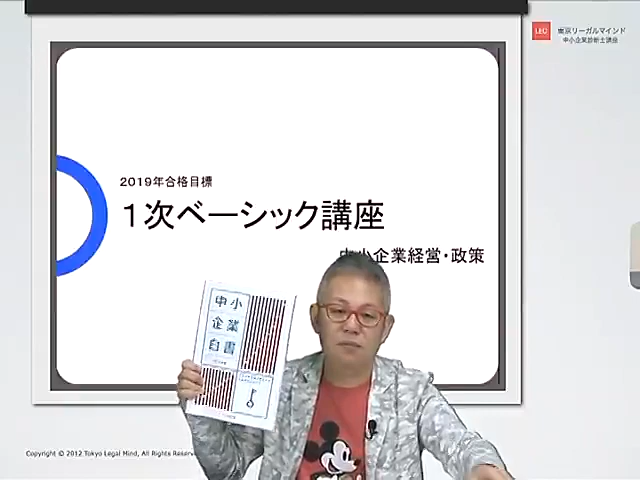 LEC 東京リーガルマインド
中小企業診断士講座
2019年合格目標
1次ベーシック講座
中小企業経営・政策
中小
企業
白書
Copyright © 2012 Tokyo Legal Mind, All Rights Reserv